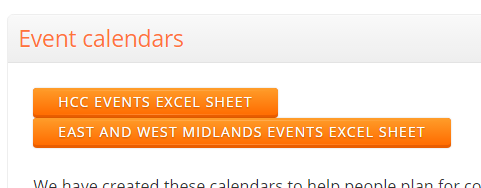 Event calendars
HCC EVENTS EXCEL SHEET
EAST AND WEST MIDLANDS EVENTS EXCEL SHEET
We have created these calendars to help people plan for co